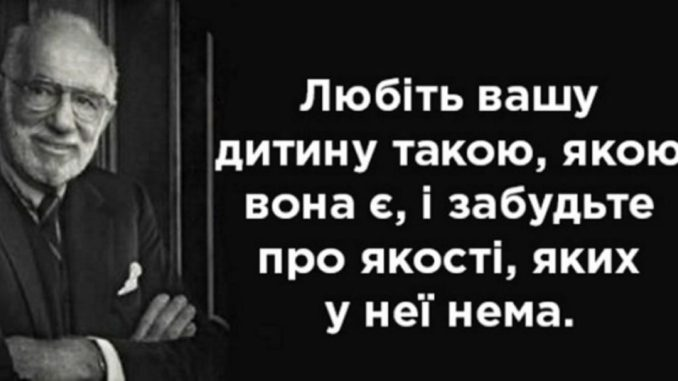 Любіть вашу
дитину такою, якою
вона є, і забудьте
про якості, яких
у неї нема.